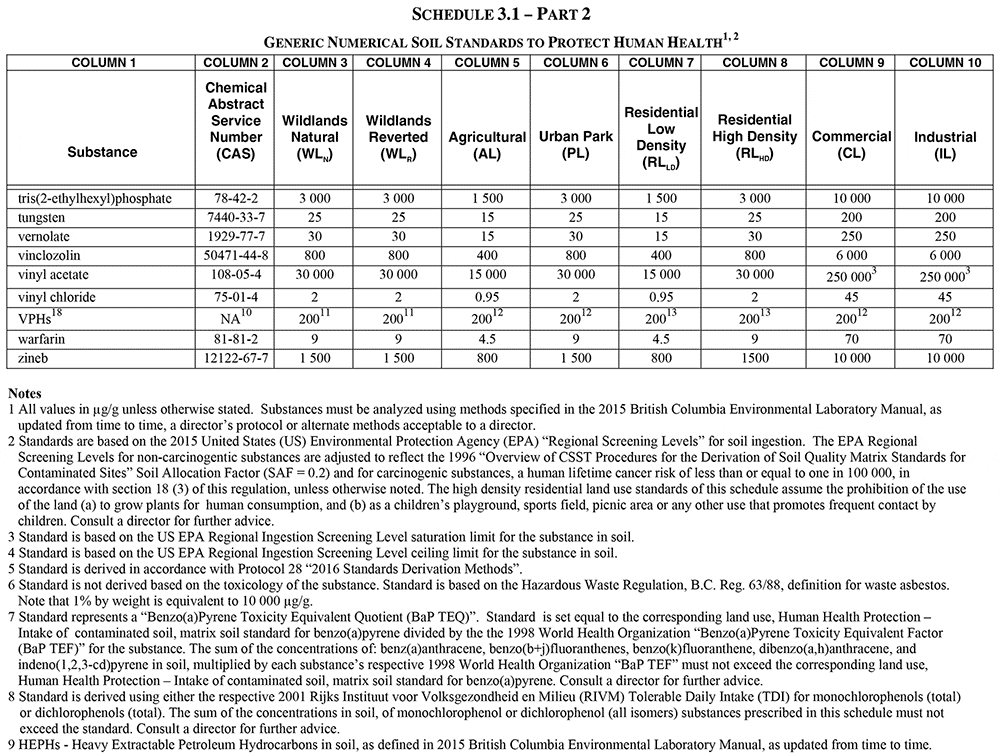 SCHEDULE 3.1 – PART 2
GENERIC NUMERICAL SOIL STANDARDS TO PROTECT HUMAN HEALTH1, 2
COLUMN 1 COLUMN 2 COLUMN 3 COLUMN 4 COLUMN 5 COLUMN 6 COLUMN 7 COLUMN 8 COLUMN 9 COLUMN 10
Substance Chemical Abstract Service Number (CAS) Wildlands Natural (WLN) Wildlands Reverted (WLR) Agricultural (AL) Urban Park (PL) Residential Low Density (RLLD) Residential High Density (RLHD) Commercial (CL) Industrial (IL)
tris(2-ethylhexyl)phosphate 78-42-2 3 000 3 000 1 500 3 000 1 500 3 000 10 000 10 000
tungsten 7440-33-7 25 25 15 25 15 25 200 200
vernolate 1929-77-7 30 30 15 30 15 30 250 250
vinclozolin 50471-44-8 800 800 400 800 400 800 6 000 6 000
vinyl acetate 108-05-4 30 000 30 000 15 000 30 000 15 000 30 000 250 0003 250 0003
vinyl chloride 75-01-4 2 2 0.95 2 0.95 2 45 45
VPHs18 NA10 20011 20011 20012 20012 20013 20013 20012 20012
warfarin 81-81-2 9 9 4.5 9 4.5 9 70 70
zineb 12122-67-7 1 500 1 500 800 1 500 800 1500 10 000 10 000
Notes
1 All values in µg/g unless otherwise stated. Substances must be analyzed using methods specified in the 2015 British Columbia Environmental Laboratory Manual, as
updated from time to time, a director's protocol or alternate methods acceptable to a director.
2 Standards are based on the 2015 United States (US) Environmental Protection Agency (EPA) “Regional Screening Levels” for soil ingestion. The EPA Regional
Screening Levels for non-carcinogentic substances are adjusted to reflect the 1996 “Overview of CSST Procedures for the Derivation of Soil Quality Matrix Standards for
Contaminated Sites” Soil Allocation Factor (SAF = 0.2) and for carcinogenic substances, a human lifetime cancer risk of less than or equal to one in 100 000, in
accordance with section 18 (3) of this regulation, unless otherwise noted. The high density residential land use standards of this schedule assume the prohibition of the use
of the land (a) to grow plants for human consumption, and (b) as a children's playground, sports field, picnic area or any other use that promotes frequent contact by
children. Consult a director for further advice.
3 Standard is based on the US EPA Regional Ingestion Screening Level saturation limit for the substance in soil.
4 Standard is based on the US EPA Regional Ingestion Screening Level ceiling limit for the substance in soil.
5 Standard is derived in accordance with Protocol 28 “2016 Standards Derivation Methods”.
6 Standard is not derived based on the toxicology of the substance. Standard is based on the Hazardous Waste Regulation, B.C. Reg. 63/88, definition for waste asbestos.
Note that 1% by weight is equivalent to 10 000 µg/g.
7 Standard represents a “Benzo(a)Pyrene Toxicity Equivalent Quotient (BaP TEQ)”. Standard is set equal to the corresponding land use, Human Health Protection –
Intake of contaminated soil, matrix soil standard for benzo(a)pyrene divided by the the 1998 World Health Organization “Benzo(a)Pyrene Toxicity Equivalent Factor
(BaP TEF)” for the substance. The sum of the concentrations of: benz(a)anthracene, benzo(b+j)fluoranthenes, benzo(k)fluoranthene, dibenzo(a,h)anthracene, and
indeno(1,2,3-cd)pyrene in soil, multiplied by each substance's respective 1998 World Health Organization “BaP TEF” must not exceed the corresponding land use,
Human Health Protection – Intake of contaminated soil, matrix soil standard for benzo(a)pyrene. Consult a director for further advice.
8 Standard is derived using either the respective 2001 Rijks Instituut voor Volksgezondheid en Milieu (RIVM) Tolerable Daily Intake (TDI) for monochlorophenols (total)
or dichlorophenols (total). The sum of the concentrations in soil, of monochlorophenol or dichlorophenol (all isomers) substances prescribed in this schedule must not
exceed the standard. Consult a director for further advice.
9 HEPHs - Heavy Extractable Petroleum Hydrocarbons in soil, as defined in 2015 British Columbia Environmental Laboratory Manual, as updated from time to time.